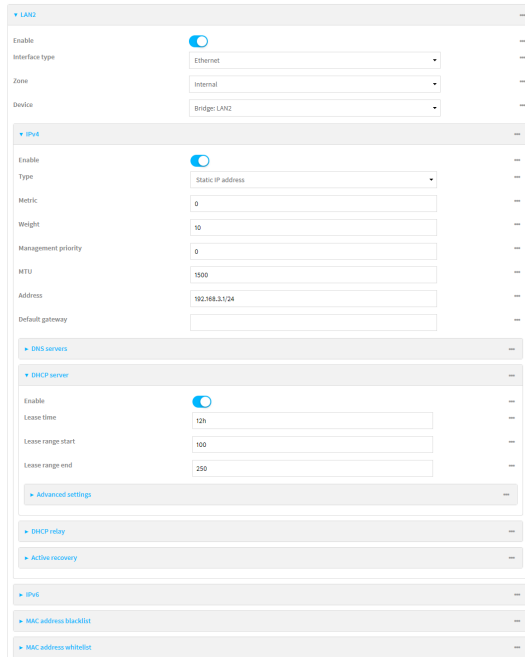 LAN2
Enable
Interface type Ethernet
Zone Internal
Device Bridge: LAN2
IPv4
Enable
Type Static IP address
Metric 0
Weight 10
Management priority 0
MTU 1500
Address 192.168.3.1/24
Default gateway
DNS servers
DHCP server
Enable
Lease time 12h
Lease range start 100
Lease range end 250
Advanced settings
DHCP relay
Active recovery
IPv6
MAC address blacklist
MAC address whitelist